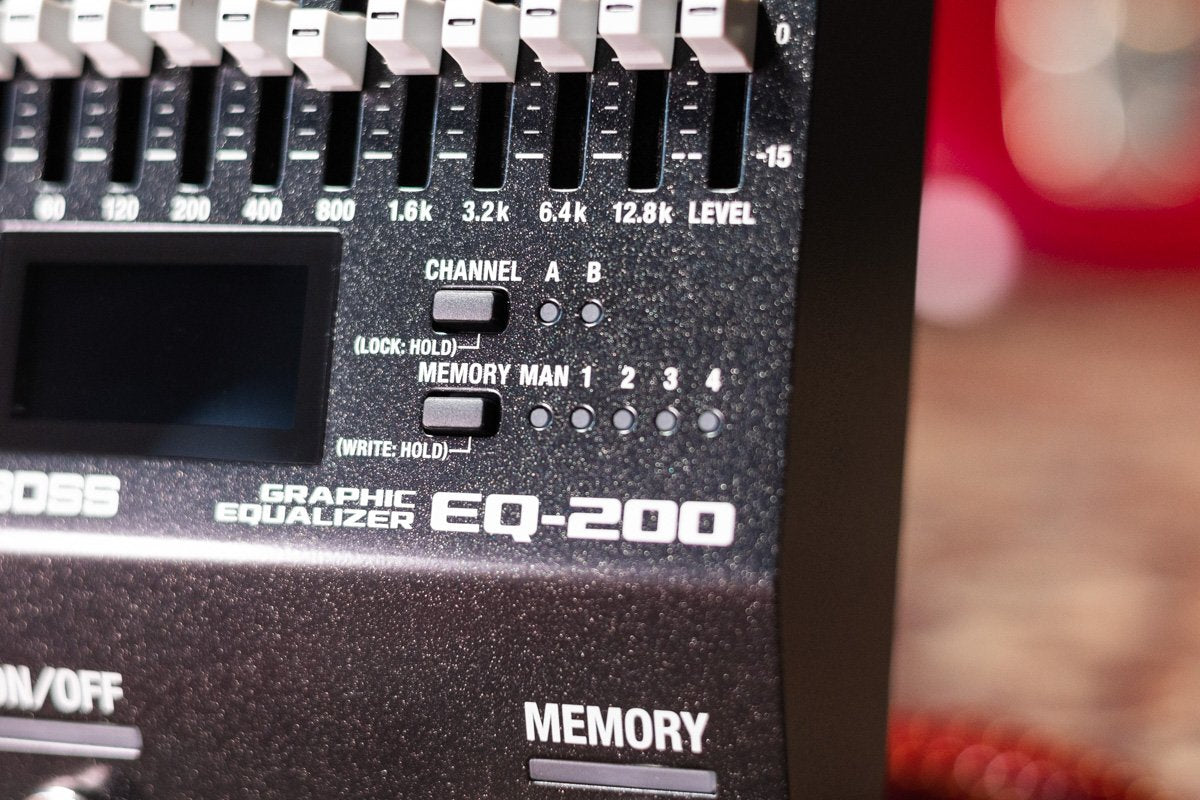 0
-15
60 120 200 400 800 1.6k 3.2k 6.4k 12.8k LEVEL
CHANNEL A B
(LOCK: HOLD)
MEMORY MAN 1 2 3 4
(WRITE: HOLD)
BOSS
GRAPHIC
EQUALIZER EQ-200
ON/OFF
MEMORY